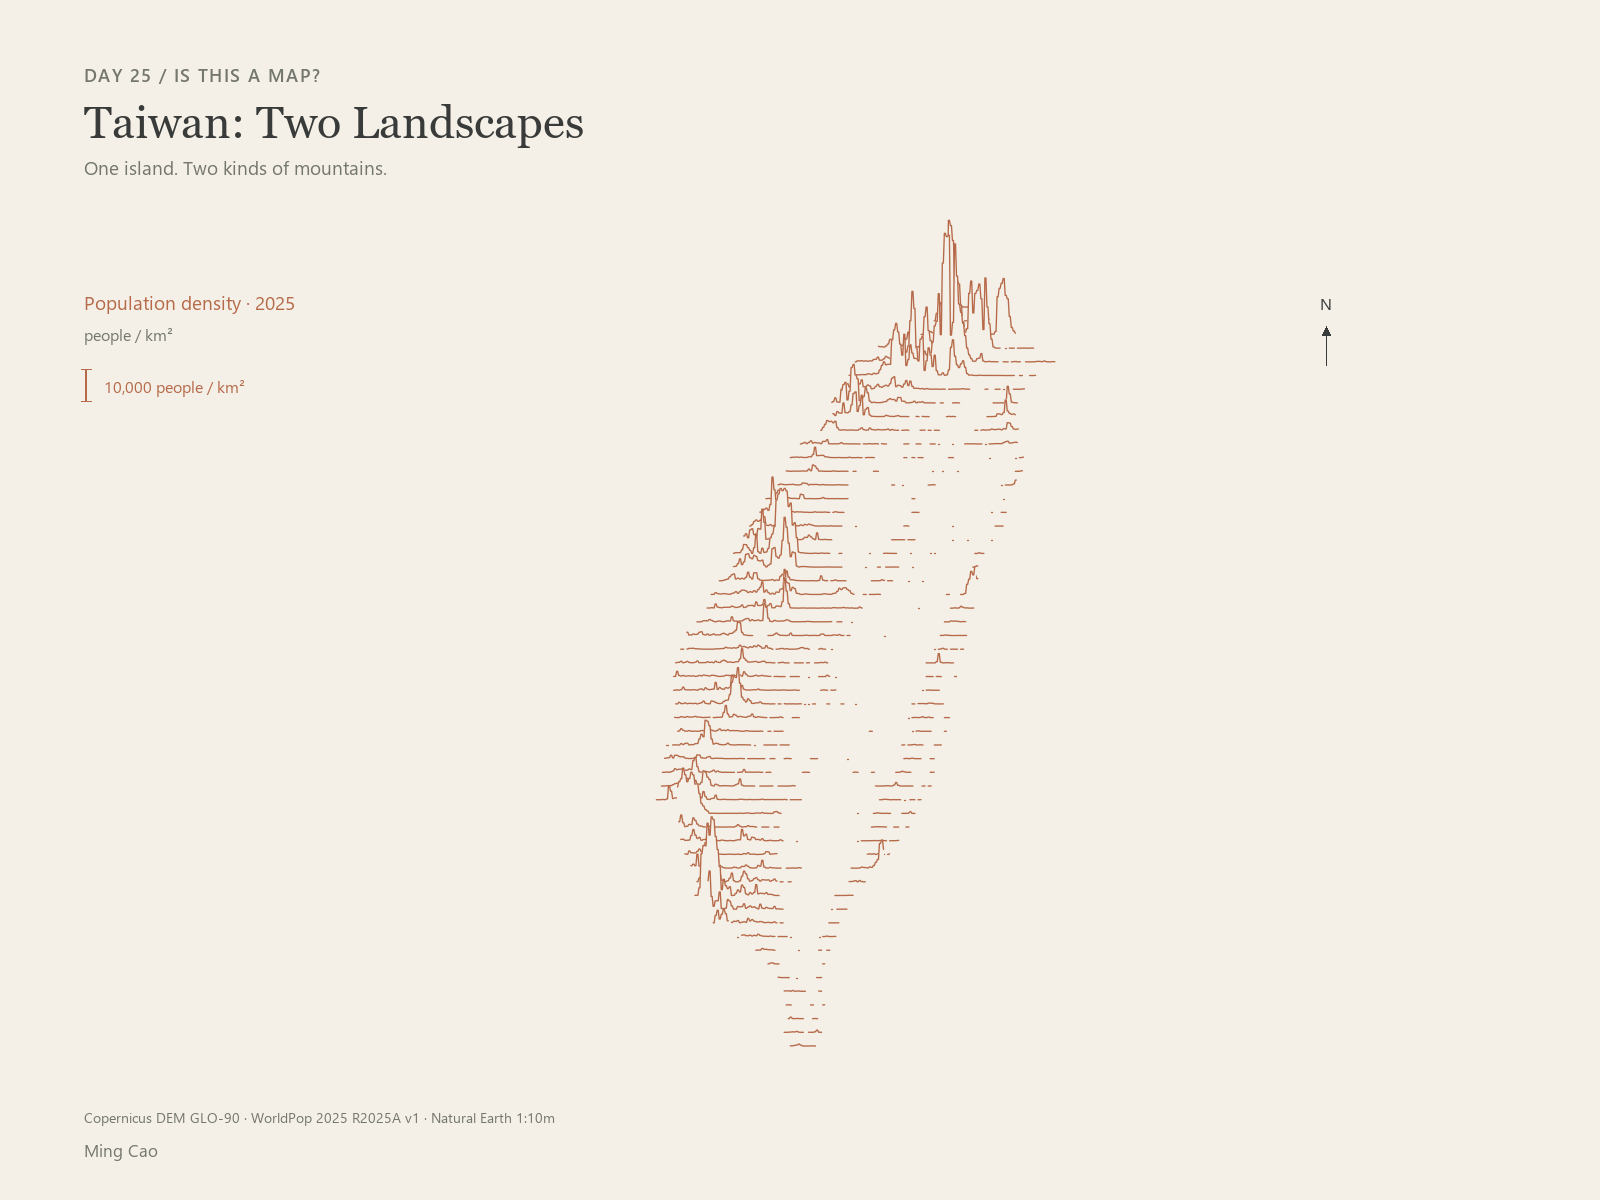 DAY 25 / IS THIS A MAP?
Taiwan: Two Landscapes
One island. Two kinds of mountains.
Population density · 2025
people / km²
10,000 people / km²
N
Copernicus DEM GLO-90 · WorldPop 2025 R2025A v1 · Natural Earth 1:10m
Ming Cao